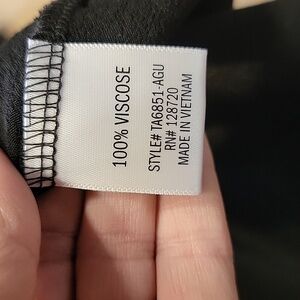 100% VISCOSE
STYLE# TA6851-AGU
RN# 128720
MADE IN VIETNAM